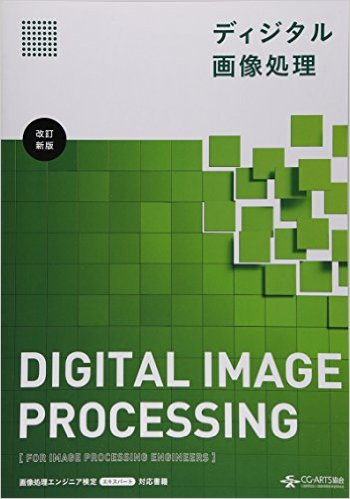 ディジタル
画像処理
改訂
新版
DIGITAL IMAGE
PROCESSING
[ FOR IMAGE PROCESSING ENGINEERS ]
画像処理エンジニア検定 エキスパート 対応書籍
CG-ARTS協会